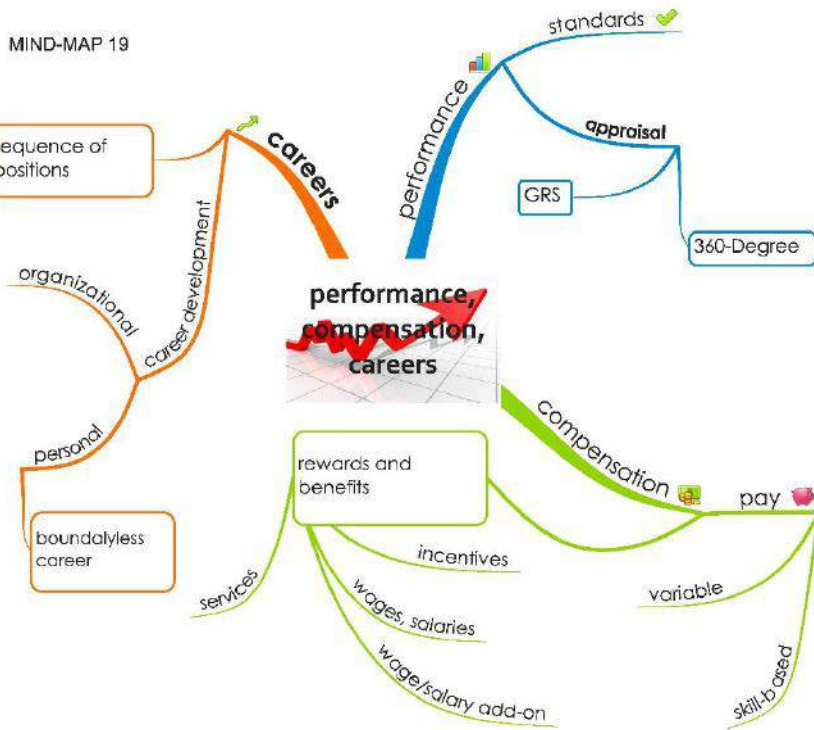 MIND-MAP 19
equence of
ositions
careers
career development
organizational
personal
boundalyless
career
performance
standards
appraisal
GRS
360-Degree
performance,
compensation,
careers
compensation
pay
variable
skill-based
rewards and
benefits
incentives
wages, salaries
wage/salary add-on
services